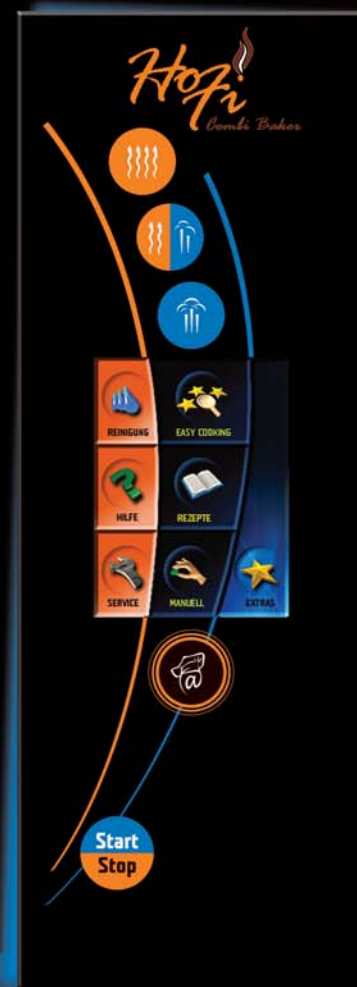 Hofi
Combi Baker
REINIGUNG
EASY COOKING
HILFE
REZEPTE
SERVICE
MANUELL
EXTRAS
@
Start
Stop